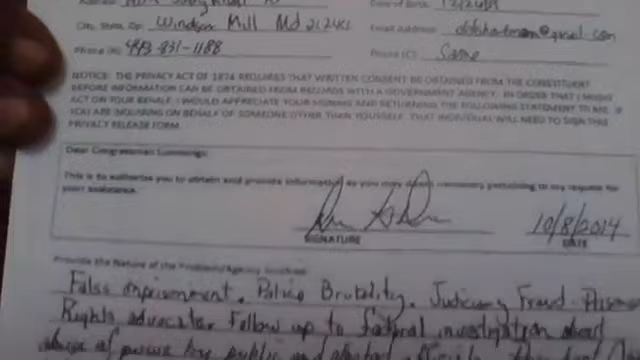 Date of Birth:
City, State, Zip: Windsor Mill Md 21244
Email Address: @gmail.com
Phone (H) 443-831-1188
Phone (C) Same
NOTICE: THE PRIVACY ACT OF 1974 REQUIRES THAT WRITTEN CONSENT BE OBTAINED FROM THE CONSTITUENT
BEFORE INFORMATION CAN BE OBTAINED FROM RECORDS WITH A GOVERNMENT AGENCY. IN ORDER THAT I MIGHT
ACT ON YOUR BEHALF, I WOULD APPRECIATE YOUR SIGNING AND RETURNING THE FOLLOWING STATEMENT TO ME. IF
YOU ARE INQUIRING ON BEHALF OF SOMEONE OTHER THAN YOURSELF, THAT INDIVIDUAL WILL NEED TO SIGN THIS
PRIVACY RELEASE FORM.
Dear Congressman Cummings:
This is to authorize you to obtain and provide information as you may deem necessary pertaining to my request for
your assistance.
10/8/2014
SIGNATURE
DATE
Provide the Nature of the Problem/Agency Involved
False imprisonment. Police Brutality. Judiciary Fraud.
Rights advocates Follow up to federal investigation
abuse of power by public and